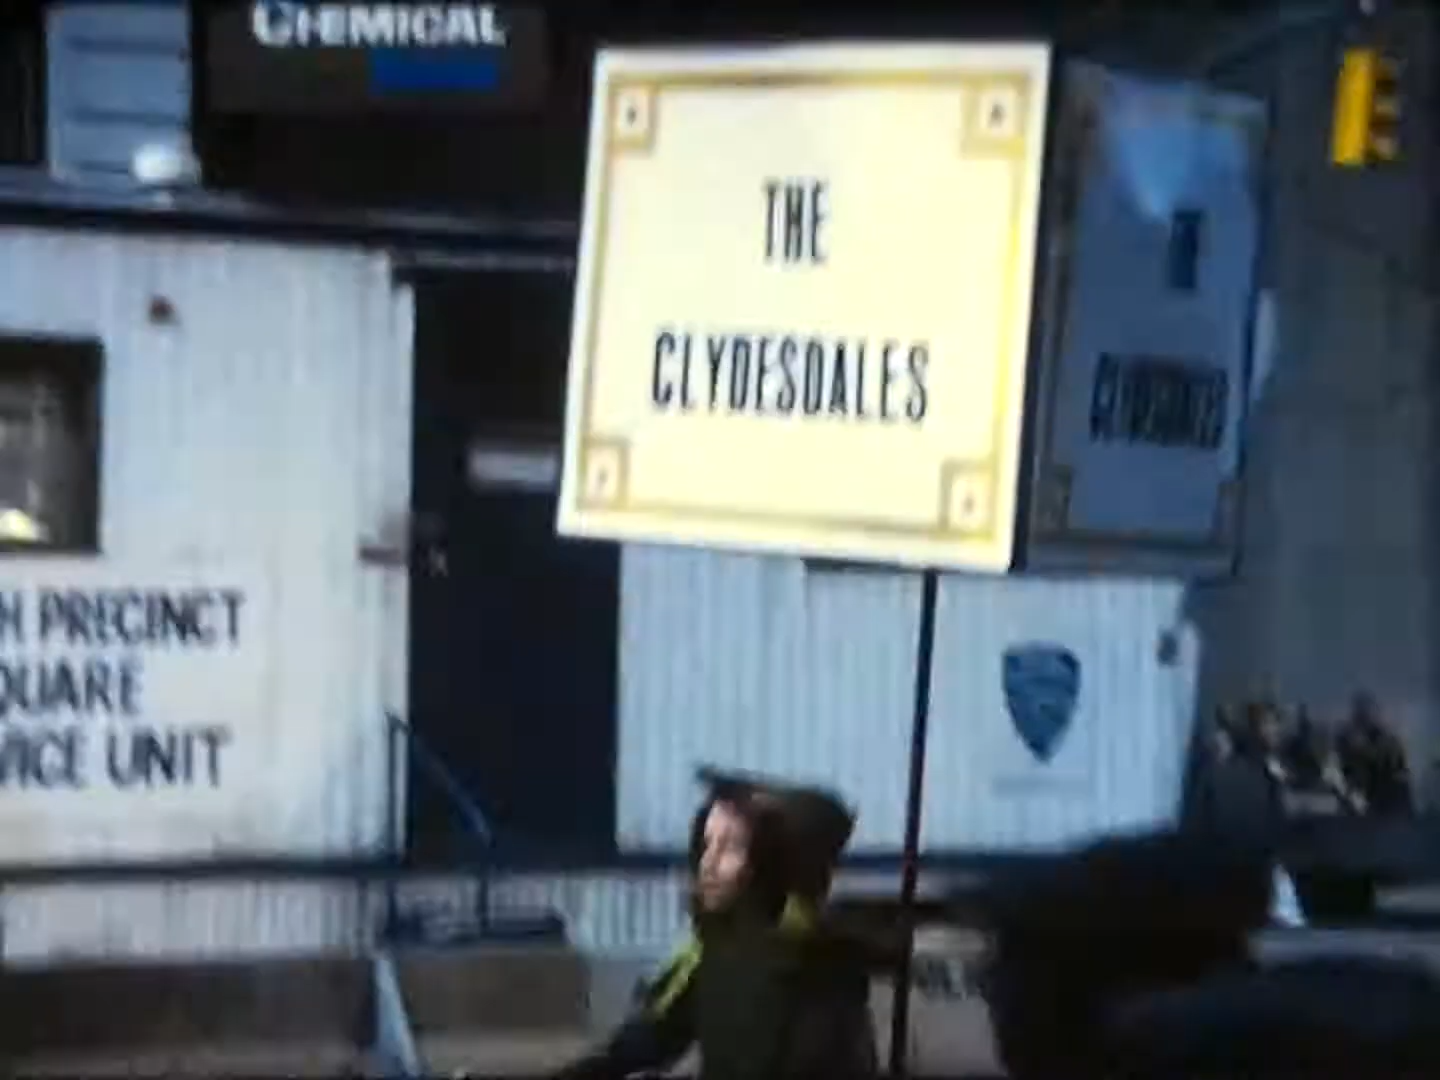 CHEMICAL
THE
CLYDESDALES
H PRECINCT
QUARE
VICE UNIT